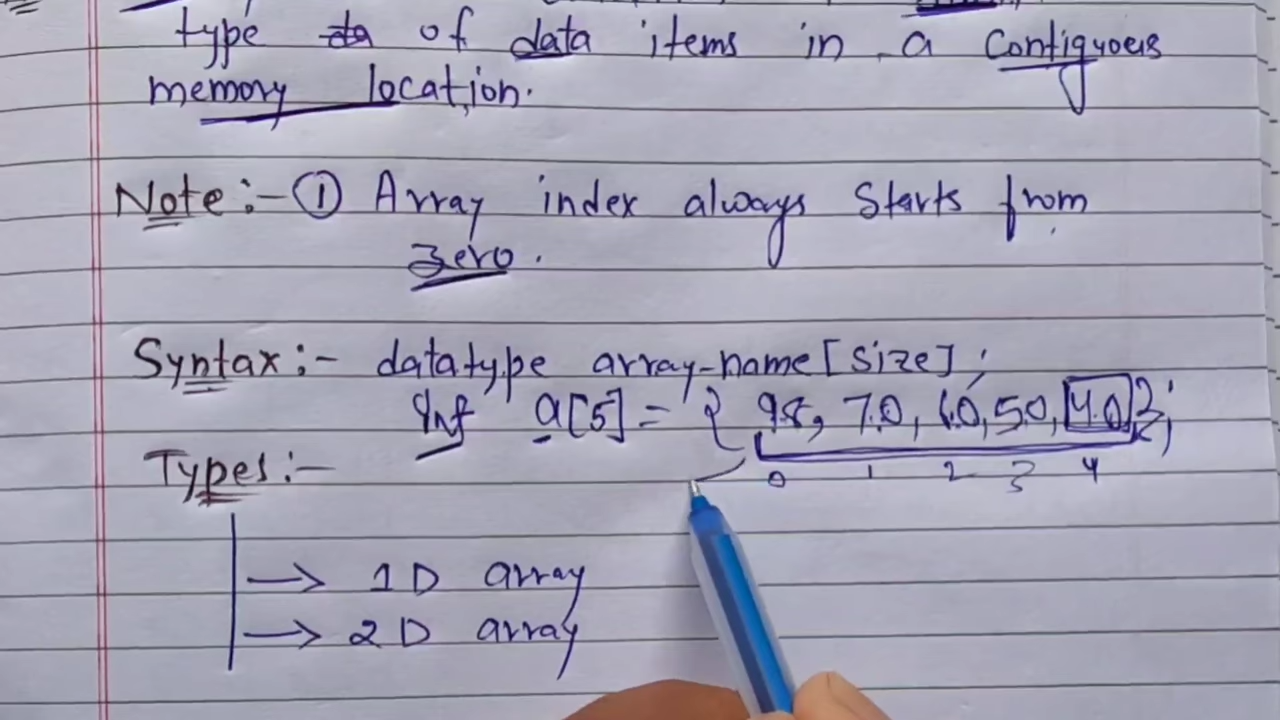 type of data items in a contiguous
memory location.
Note:- ① Array index always starts from
zero.
Syntax:- datatype array-name[size];
int a[5] = { 98, 70, 60, 50, 40 };
0 1 2 3 4
Types:-
→ 1D array
→ 2D array